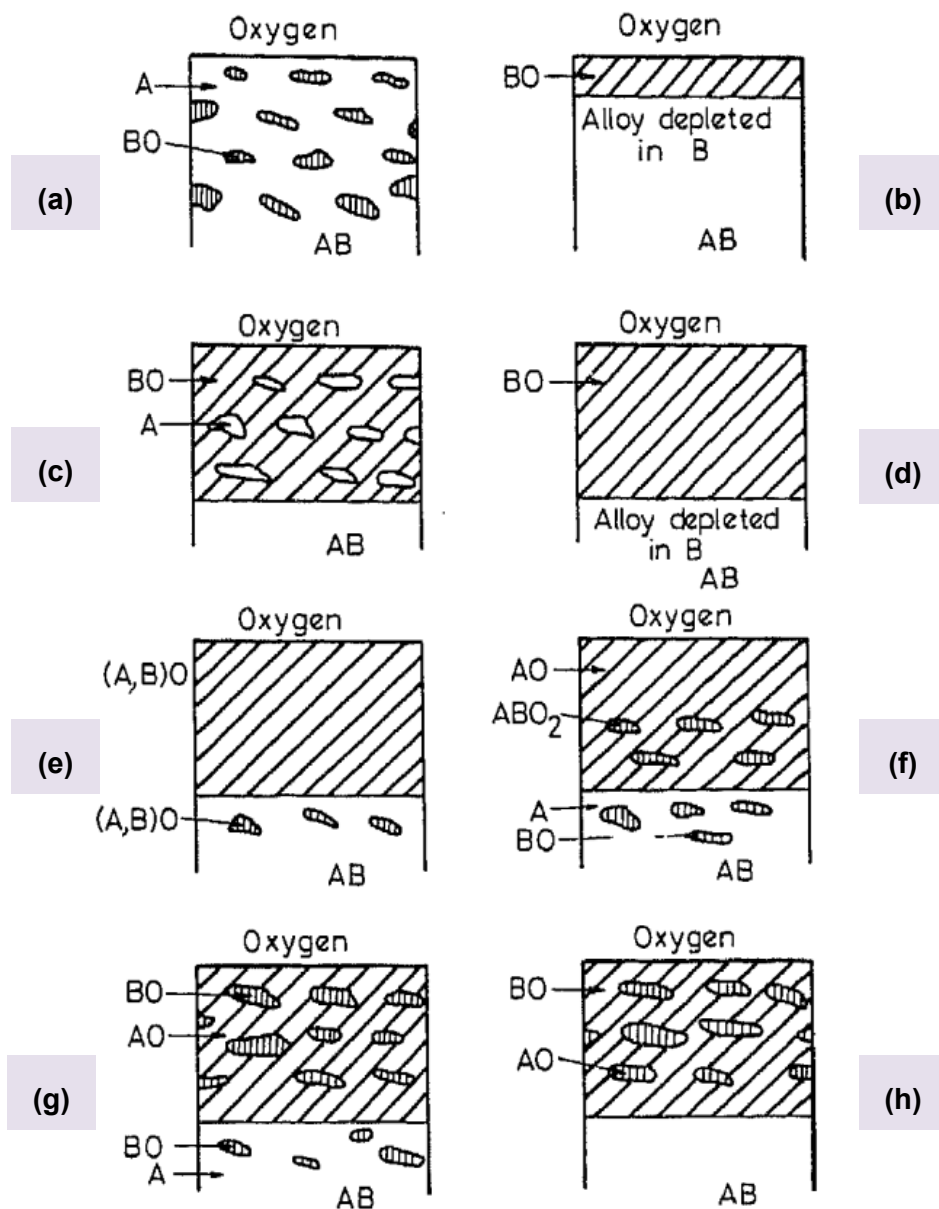 Oxygen
A
BO
AB
(a)
Oxygen
BO
Alloy depleted
in B
AB
(b)
Oxygen
BO
A
AB
(c)
Oxygen
BO
Alloy depleted
in B
AB
(d)
Oxygen
(A,B)O
(A,B)O
AB
(e)
Oxygen
AO
ABO₂
A
BO
AB
(f)
Oxygen
BO
AO
BO
A
AB
(g)
Oxygen
BO
AO
AB
(h)